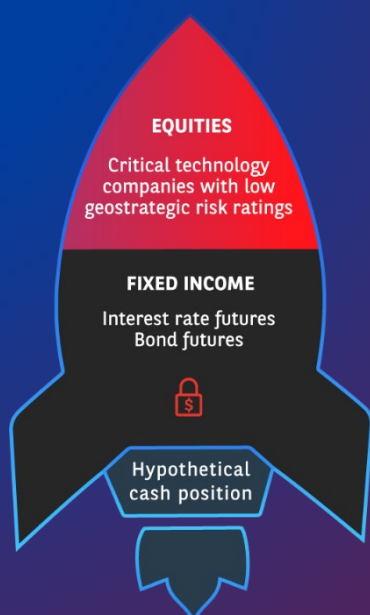 EQUITIES
Critical technology
companies with low
geostrategic risk ratings
FIXED INCOME
Interest rate futures
Bond futures
$
Hypothetical
cash position